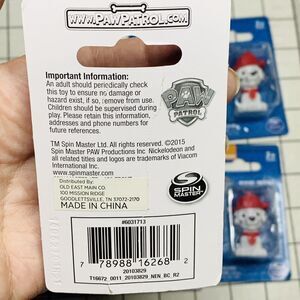 WWW.PAWPATROL.COM
Important Information:
An adult should periodically check
this toy to ensure no damage or
hazard exist, if so, remove from use.
Children should be supervised during
play. Please retain this information,
addresses and phone numbers for
future references.
PAW
PATROL
TM Spin Master Ltd. All rights reserved. ©2015
Spin Master PAW Productions Inc. Nickelodeon and
all related titles and logos are trademarks of Viacom
International Inc.
Distributed By:
OLD EAST MAIN CO.
100 MISSION RIDGE
GOODLETTSVILLE, TN 37072-2170
MADE IN CHINA
SPIN
MASTER
#6031713
7 78988 16268 2
20103829
T16672_0011_20103829_NEN_BC_R2